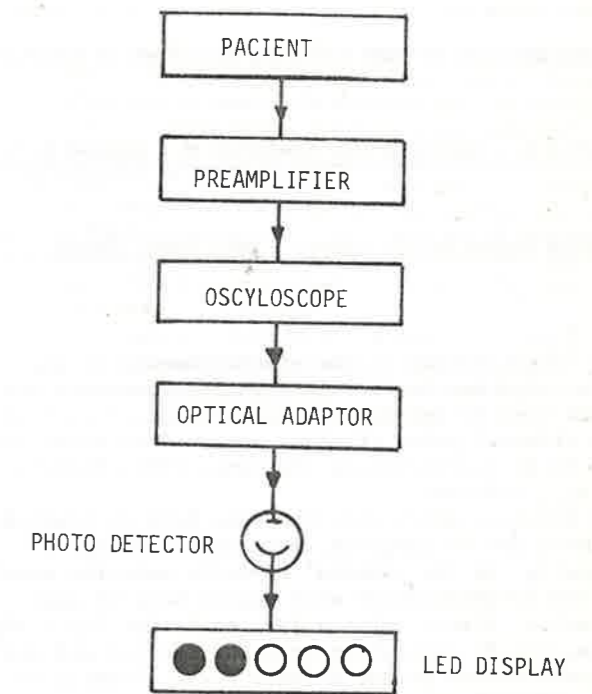 PACIENT
PREAMPLIFIER
OSCYLOSCOPE
OPTICAL ADAPTOR
PHOTO DETECTOR
LED DISPLAY